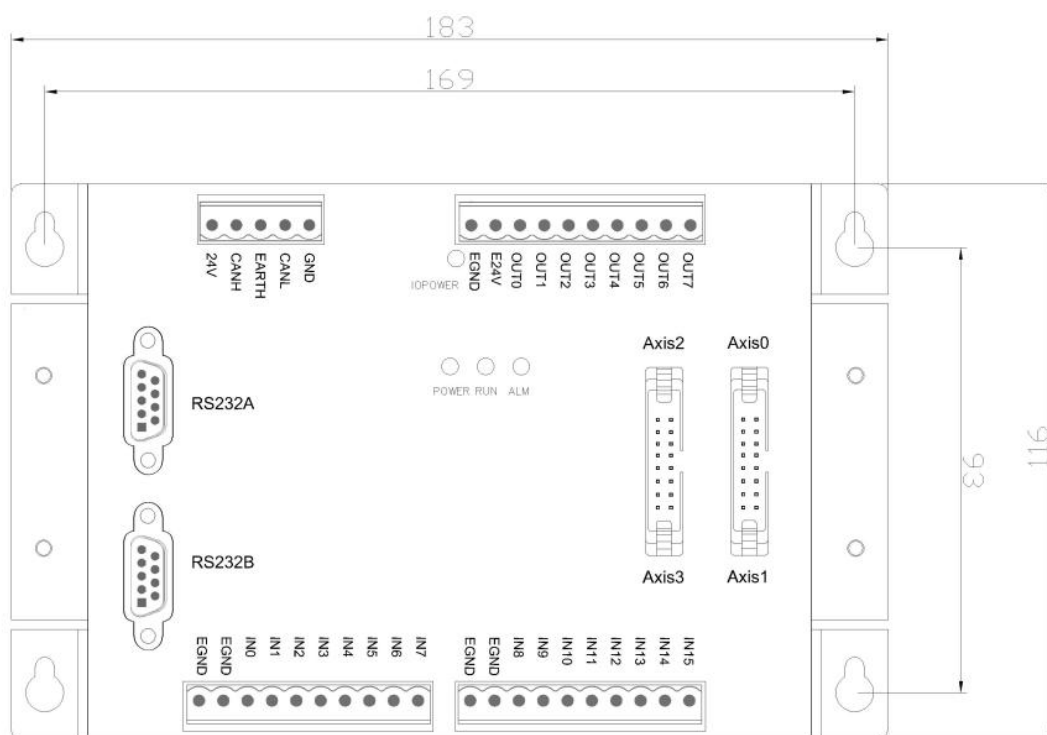 183
169
24V CANH EARTH CANL GND
EGND E24V OUT0 OUT1 OUT2 OUT3 OUT4 OUT5 OUT6 OUT7
IOPOWER
Axis2 Axis0
POWER RUN ALM
RS232A
116
93
RS232B
Axis3 Axis1
EGND EGND IN0 IN1 IN2 IN3 IN4 IN5 IN6 IN7
EGND EGND IN8 IN9 IN10 IN11 IN12 IN13 IN14 IN15